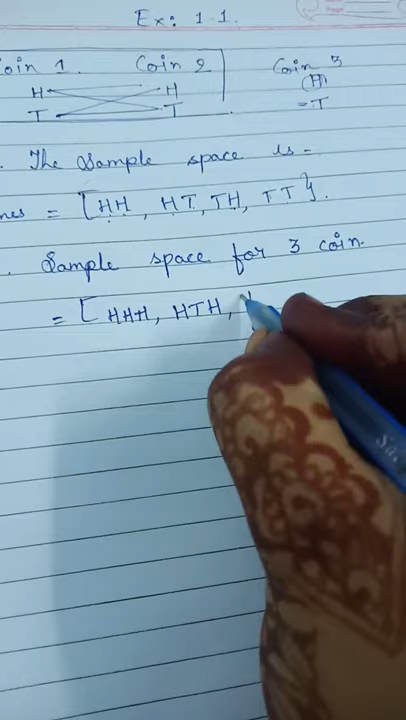 Ex: 1.1.
Coin 1. Coin 2 Coin 3
H H (H)
T T = T
. The Sample space is -
= [HH, HT, TH, TT}.
. Sample space for 3 coin.
= [HHH, HTH,